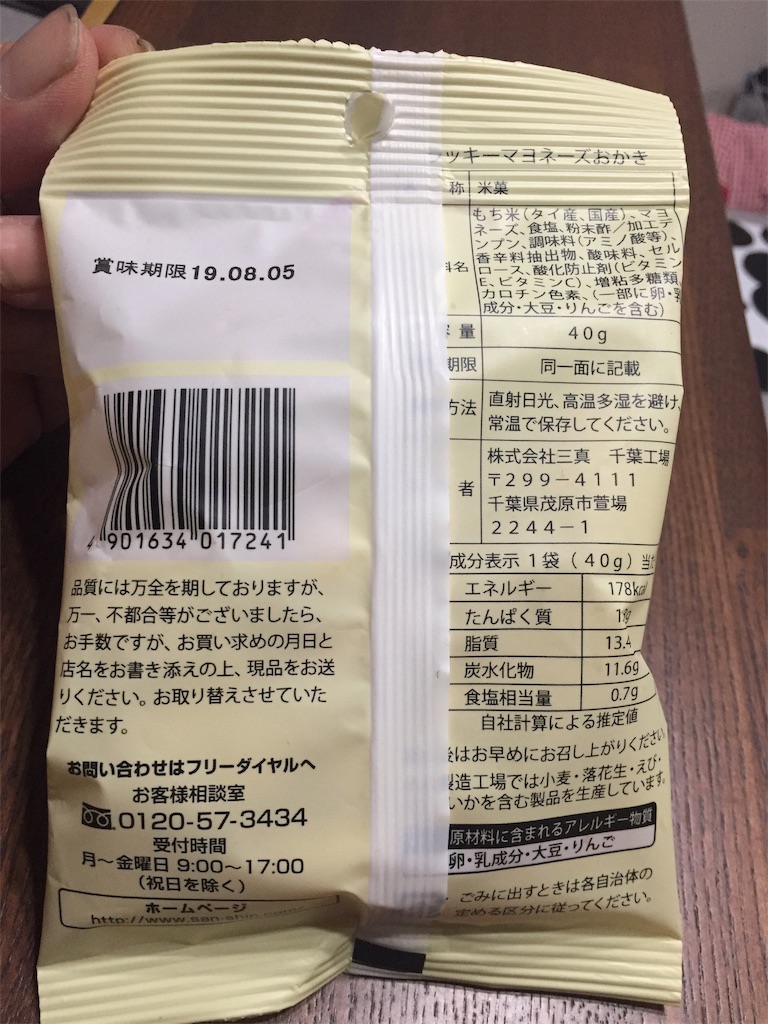 賞味期限19.08.05
4 901634 017241
品質には万全を期しておりますが、
万一、不都合等がございましたら、
お手数ですが、お買い求めの月日と
店名をお書き添えの上、現品をお送
りください。お取り替えさせていた
だきます。
お問い合わせはフリーダイヤルへ
お客様相談室
0120-57-3434
受付時間
月～金曜日 9:00～17:00
(祝日を除く)
ホームページ
http://www.san-shin.
ッキーマヨネーズおかき
称 米菓
もち米(タイ産、国産)、マヨ
ネーズ、食塩、粉末酢／加工デ
ンプン、調味料(アミノ酸等)、
香辛料抽出物、酸味料、セル
料名 ロース、酸化防止剤(ビタミン
E、ビタミンC)、増粘多糖類、
カロチン色素、(一部に卵・乳
成分・大豆・りんごを含む)
量 40g
期限 同一面に記載
方法 直射日光、高温多湿を避け、
常温で保存してください。
者 株式会社三真 千葉工場
〒299-4111
千葉県茂原市萱場
2244-1
成分表示 1袋(40g)当
エネルギー 178kcal
たんぱく質
脂質 13.4
炭水化物 11.6g
食塩相当量 0.7g
自社計算による推定値
後はお早めにお召し上がりください
製造工場では小麦・落花生・えび・
いかを含む製品を生産しています。
原材料に含まれるアレルギー物質
卵・乳成分・大豆・りんご
ごみに出すときは各自治体の
定める区分に従ってください。